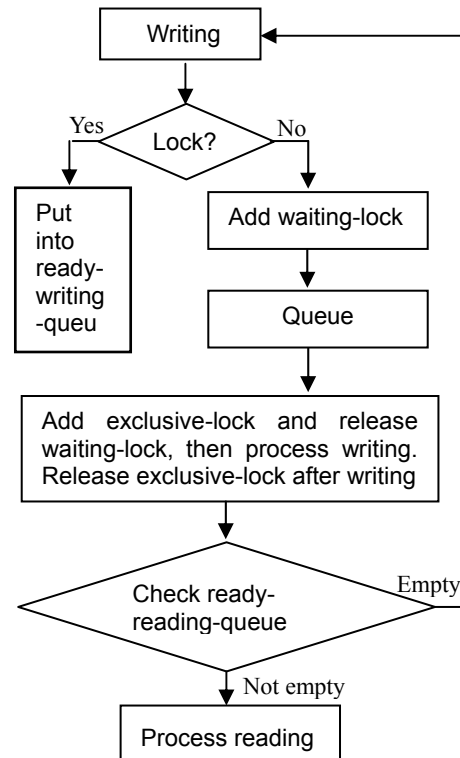 Writing
Yes
Lock?
No
Put
into
ready-
writing
-queu
Add waiting-lock
Queue
Add exclusive-lock and release
waiting-lock, then process writing.
Release exclusive-lock after writing
Check ready-
reading-queue
Empty
Not empty
Process reading